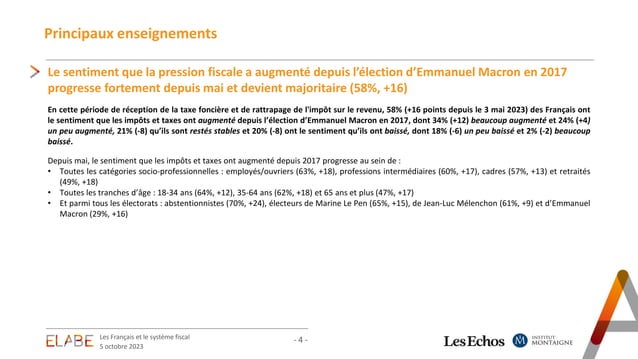 Principaux enseignements
Le sentiment que la pression fiscale a augmenté depuis l’élection d’Emmanuel Macron en 2017
progresse fortement depuis mai et devient majoritaire (58%, +16)
En cette période de réception de la taxe foncière et de rattrapage de l'impôt sur le revenu, 58% (+16 points depuis le 3 mai 2023) des Français ont
le sentiment que les impôts et taxes ont augmenté depuis l’élection d’Emmanuel Macron en 2017, dont 34% (+12) beaucoup augmenté et 24% (+4)
un peu augmenté, 21% (-8) qu’ils sont restés stables et 20% (-8) ont le sentiment qu’ils ont baissé, dont 18% (-6) un peu baissé et 2% (-2) beaucoup
baissé.
Depuis mai, le sentiment que les impôts et taxes ont augmenté depuis 2017 progresse au sein de :
• Toutes les catégories socio-professionnelles : employés/ouvriers (63%, +18), professions intermédiaires (60%, +17), cadres (57%, +13) et retraités
(49%, +18)
• Toutes les tranches d’âge : 18-34 ans (64%, +12), 35-64 ans (62%, +18) et 65 ans et plus (47%, +17)
• Et parmi tous les électorats : abstentionnistes (70%, +24), électeurs de Marine Le Pen (65%, +15), de Jean-Luc Mélenchon (61%, +9) et d’Emmanuel
Macron (29%, +16)
ELABE
Les Français et le système fiscal
5 octobre 2023
- 4 -
Les Echos
M
INSTITUT
MONTAIGNE